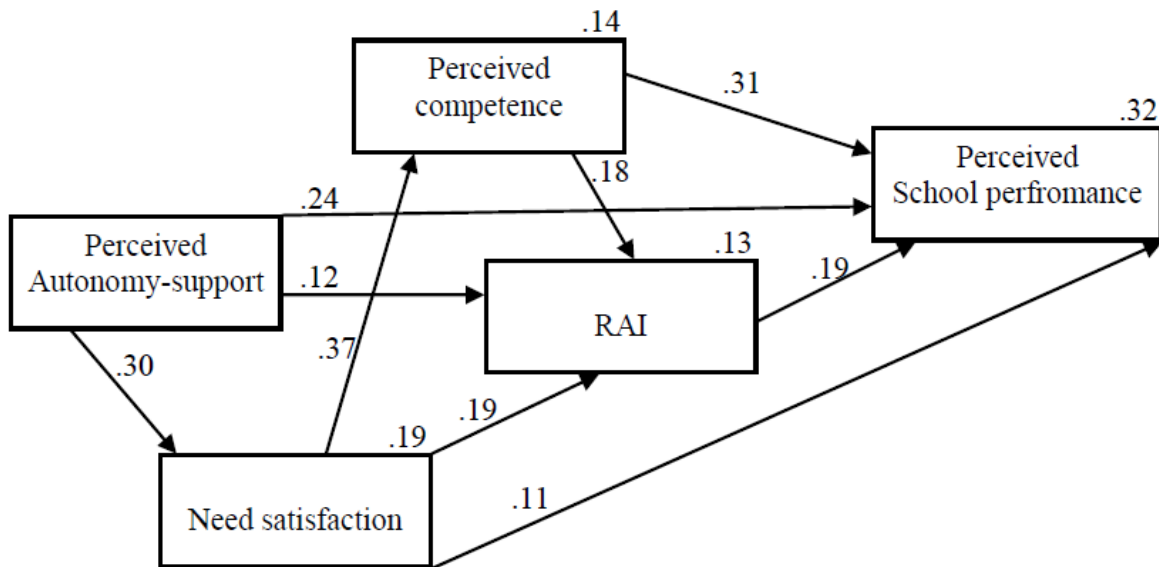 .14
Perceived
competence
.31
.32
Perceived
School perfromance
.18
.24
Perceived
Autonomy-support
.12
.13
RAI
.19
.30
.37
.19
.19
Need satisfaction
.11